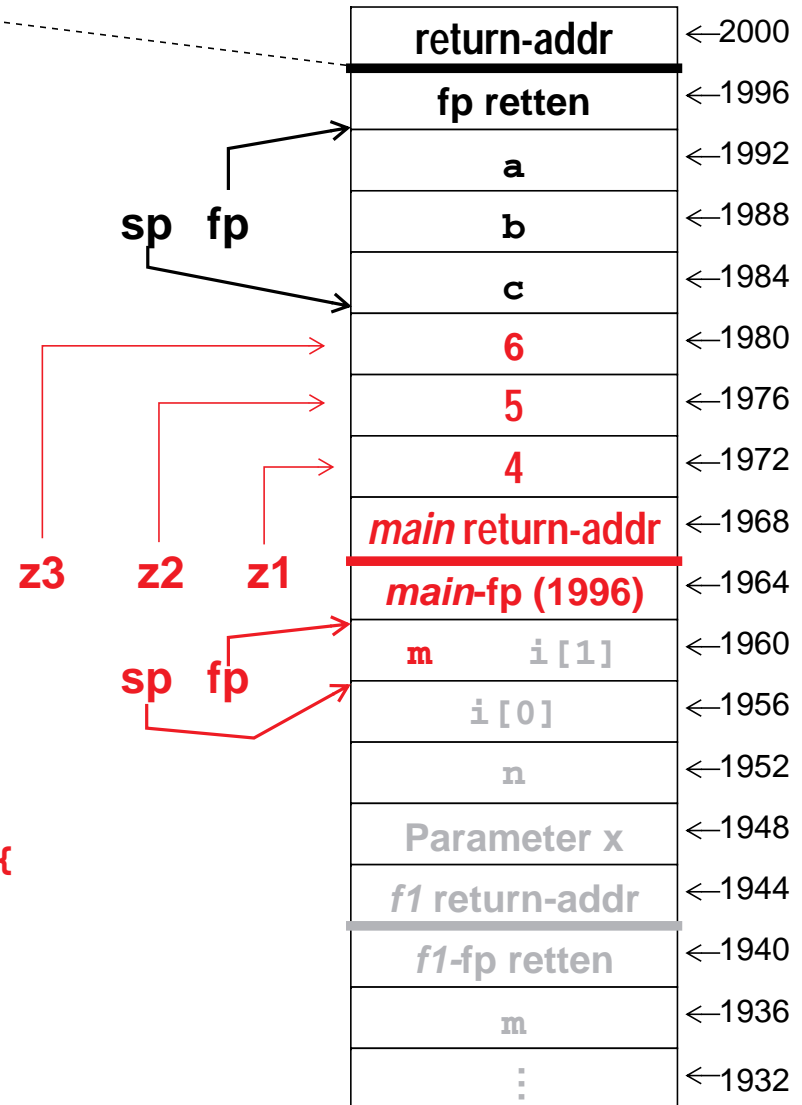 return-addr ←2000
fp retten ←1996
a ←1992
sp fp b ←1988
c ←1984
6 ←1980
5 ←1976
4 ←1972
main return-addr ←1968
z3 z2 z1 main-fp (1996) ←1964
m i[1] ←1960
sp fp i[0] ←1956
n ←1952
Parameter x ←1948
{
f1 return-addr ←1944
f1-fp retten ←1940
m ←1936
⋮ ←1932